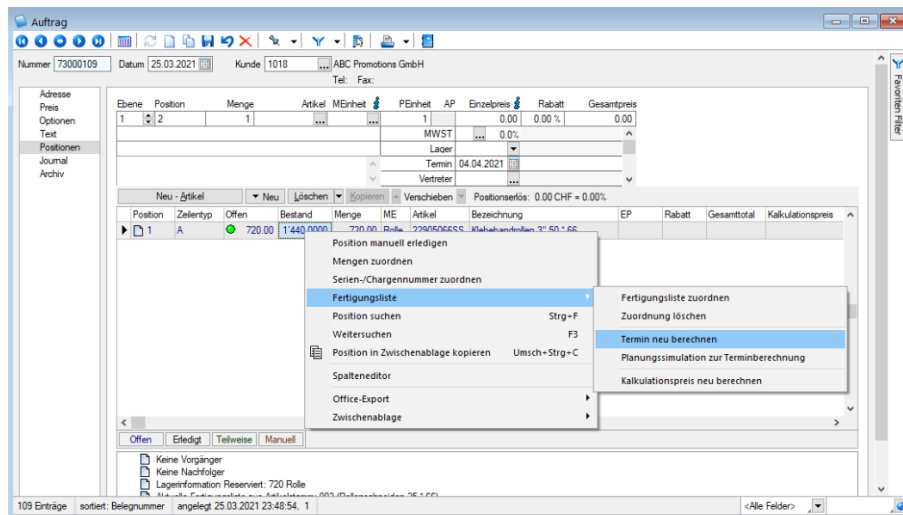 Auftrag
Nummer 73000109 Datum 25.03.2021 Kunde 1018 ... ABC Promotions GmbH
Tel: Fax:
Favoriten Filter
Adresse
Preis
Optionen
Text
Positionen
Journal
Archiv
Ebene Position Menge Artikel MEinheit PEinheit AP Einzelpreis Rabatt Gesamtpreis
1 2 1 ... ... 1 0.00 0.00 % 0.00
MWST ... 0.0%
Lager
Termin 04.04.2021
Vertreter ...
Neu - Artikel Neu Löschen Kopieren Verschieben Positionserlös: 0.00 CHF = 0.00%
Position Zeilentyp Offen Bestand Menge ME Artikel Bezeichnung EP Rabatt Gesamttotal Kalkulationspreis
1 A 720.00 1'440.0000 720.00 Rolle 22905066SS Klebebandrollen 3" 50 * 66
Position manuell erledigen
Mengen zuordnen
Serien-/Chargennummer zuordnen
Fertigungsliste
Position suchen Strg+F
Weitersuchen F3
Position in Zwischenablage kopieren Umsch+Strg+C
Spalteneditor
Office-Export
Zwischenablage
Fertigungsliste zuordnen
Zuordnung löschen
Termin neu berechnen
Planungssimulation zur Terminberechnung
Kalkulationspreis neu berechnen
Offen Erledigt Teilweise Manuell
Keine Vorgänger
Keine Nachfolger
Lagerinformation Reserviert: 720 Rolle
109 Einträge sortiert: Belegnummer angelegt 25.03.2021 23:48:54, 1 <Alle Felder>